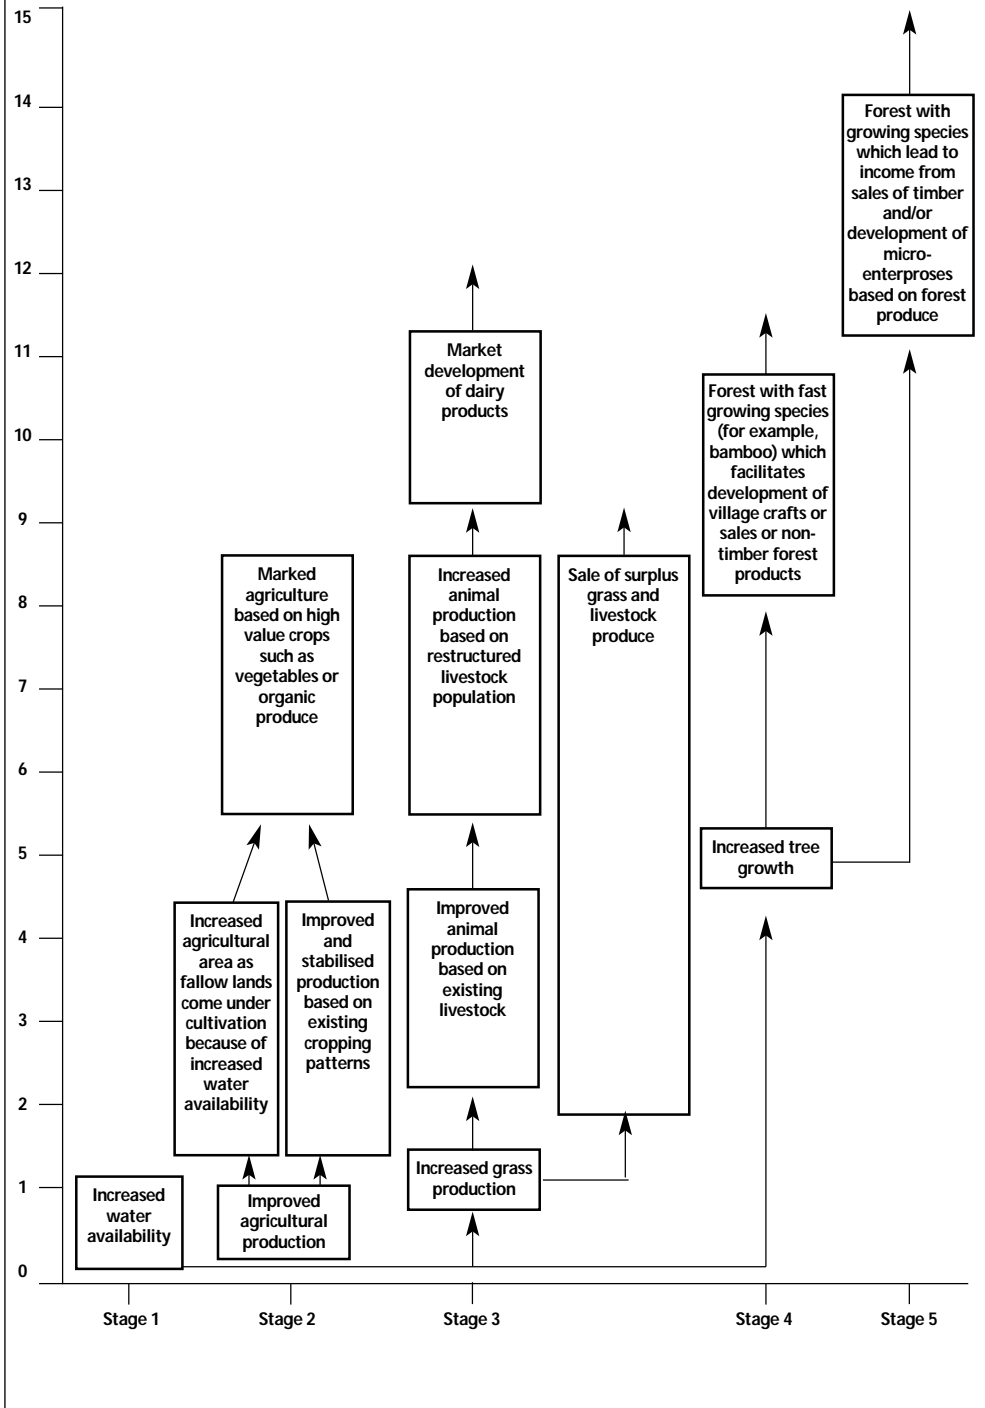 15
14
13
12
11
10
9
8
7
6
5
4
3
2
1
0
Increased
water
availability
Improved
agricultural
production
Increased
agricultural
area as
fallow lands
come under
cultivation
because of
increased
water
availability
Improved
and
stabilised
production
based on
existing
cropping
patterns
Marked
agriculture
based on high
value crops
such as
vegetables or
organic
produce
Increased grass
production
Improved
animal
production
based on
existing
livestock
Increased
animal
production
based on
restructured
livestock
population
Market
development
of dairy
products
Sale of surplus
grass and
livestock
produce
Increased tree
growth
Forest with fast
growing species
(for example,
bamboo) which
facilitates
development of
village crafts or
sales or non-
timber forest
products
Forest with
growing species
which lead to
income from
sales of timber
and/or
development of
micro-
enterproses
based on forest
produce
Stage 1
Stage 2
Stage 3
Stage 4
Stage 5